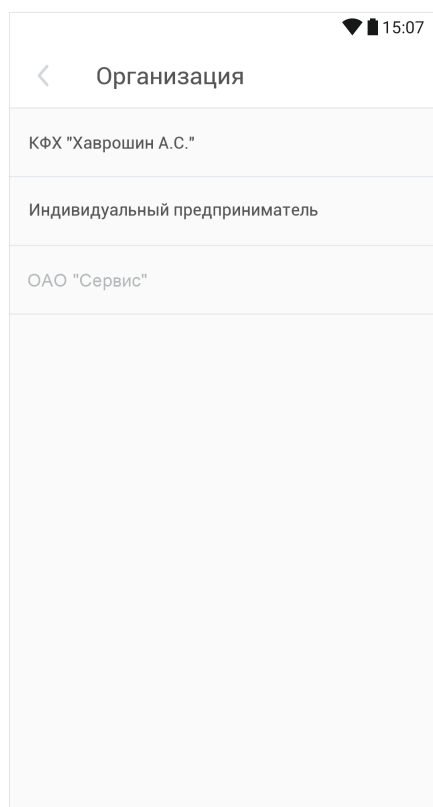 15:07
Организация
КФХ "Хаврошин А.С."
Индивидуальный предприниматель
ОАО "Сервис"